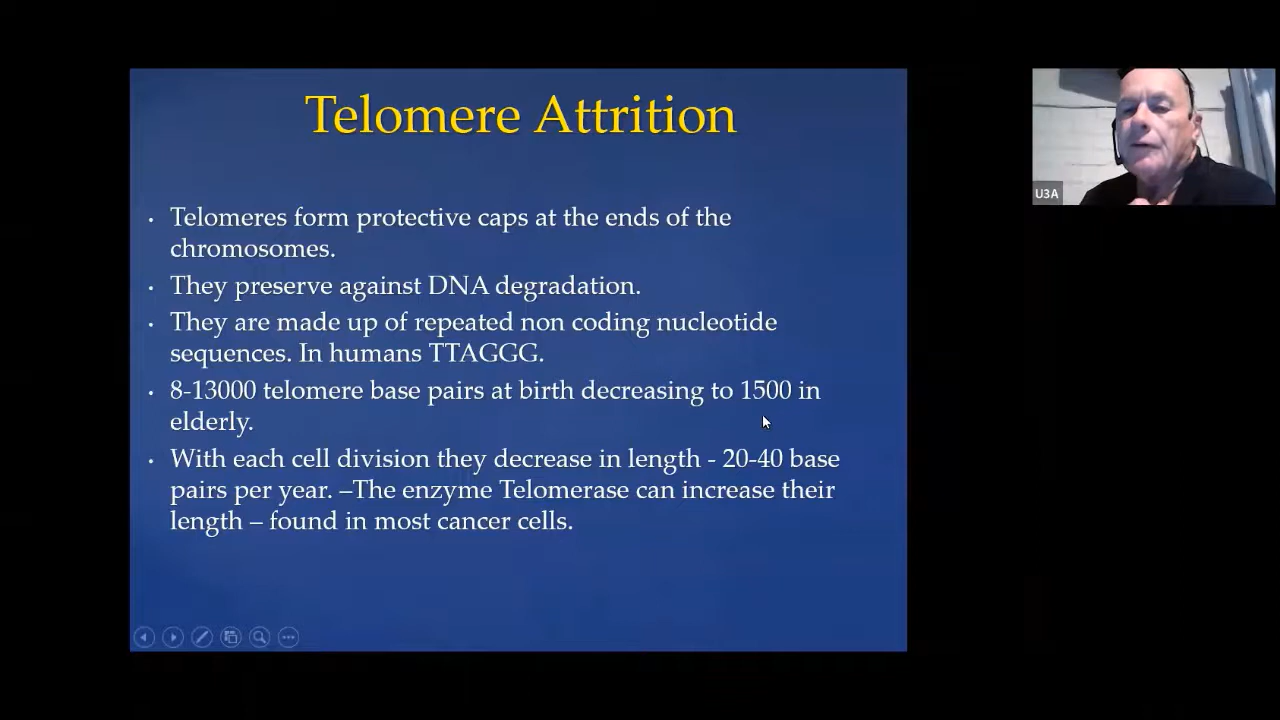 Telomere Attrition
• Telomeres form protective caps at the ends of the
chromosomes.
• They preserve against DNA degradation.
• They are made up of repeated non coding nucleotide
sequences. In humans TTAGGG.
• 8-13000 telomere base pairs at birth decreasing to 1500 in
elderly.
• With each cell division they decrease in length - 20-40 base
pairs per year. –The enzyme Telomerase can increase their
length – found in most cancer cells.
U3A